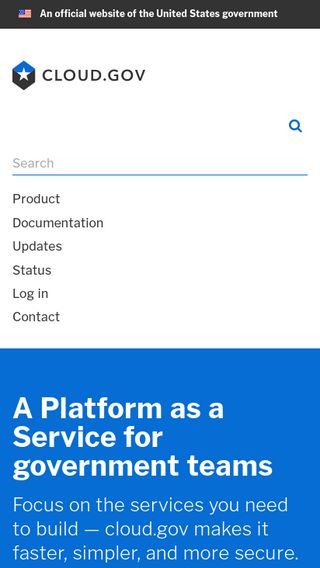 An official website of the United States government
CLOUD.GOV
Search
Product
Documentation
Updates
Status
Log in
Contact
A Platform as a
Service for
government teams
Focus on the services you need
to build — cloud.gov makes it
faster, simpler, and more secure.